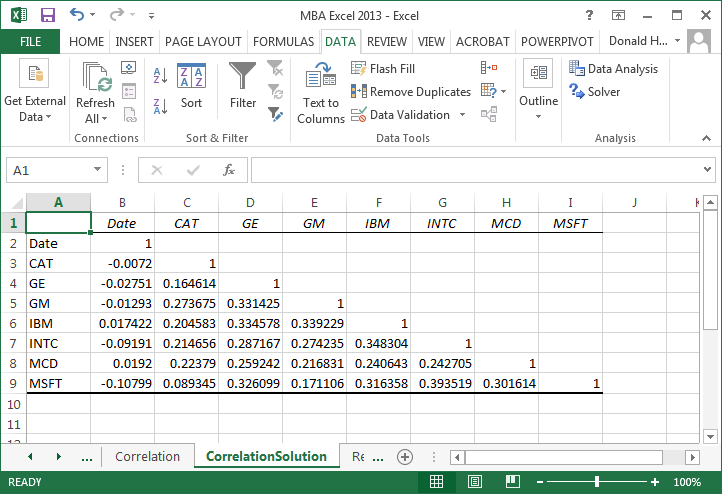 MBA Excel 2013 - Excel
FILE HOME INSERT PAGE LAYOUT FORMULAS DATA REVIEW VIEW ACROBAT POWERPIVOT Donald H...
Get External Data
Refresh All
Connections
Sort
Filter
Sort & Filter
Text to Columns
Flash Fill
Remove Duplicates
Data Validation
Data Tools
Outline
Data Analysis
Solver
Analysis
A1
fx
A B C D E F G H I J
1 Date CAT GE GM IBM INTC MCD MSFT
2 Date 1
3 CAT -0.0072 1
4 GE -0.02751 0.164614 1
5 GM -0.01293 0.273675 0.331425 1
6 IBM 0.017422 0.204583 0.334578 0.339229 1
7 INTC -0.09191 0.214656 0.287167 0.274235 0.348304 1
8 MCD 0.0192 0.22379 0.259242 0.216831 0.240643 0.242705 1
9 MSFT -0.10799 0.089345 0.326099 0.171106 0.316358 0.393519 0.301614 1
10
11
... Correlation CorrelationSolution Re ...
READY 100%